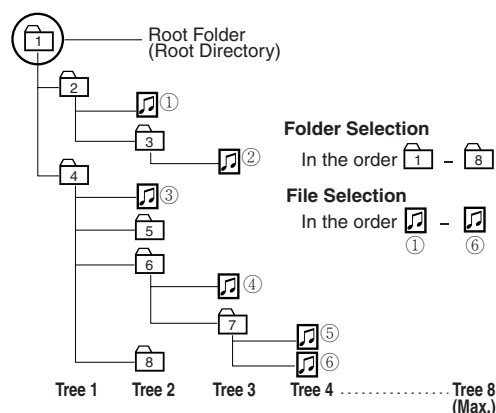 1
Root Folder
(Root Directory)
2
①
3
②
Folder Selection
In the order 1 – 8
4
③
File Selection
In the order –
① ⑥
5
6
④
7
⑤
⑥
8
Tree 1 Tree 2 Tree 3 Tree 4 ................ Tree 8
(Max.)